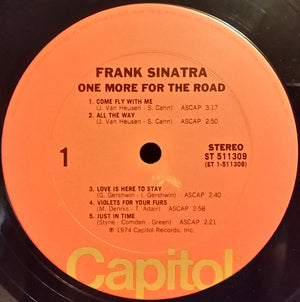 FRANK SINATRA
ONE MORE FOR THE ROAD
1. COME FLY WITH ME
(J. Van Heusen - S. Cahn) ASCAP 3:17
2. ALL THE WAY
(J. Van Heusen - S. Cahn) ASCAP 2:50
1
STEREO
ST 511309
(ST 1-511309)
3. LOVE IS HERE TO STAY
(G. Gershwin - I. Gershwin) ASCAP 2:40
4. VIOLETS FOR YOUR FURS
(M. Dennis - T. Adair) ASCAP 2:58
5. JUST IN TIME
(Styne - Comden - Green) ASCAP 2:21
℗ 1974 Capitol Records, Inc.
Capitol